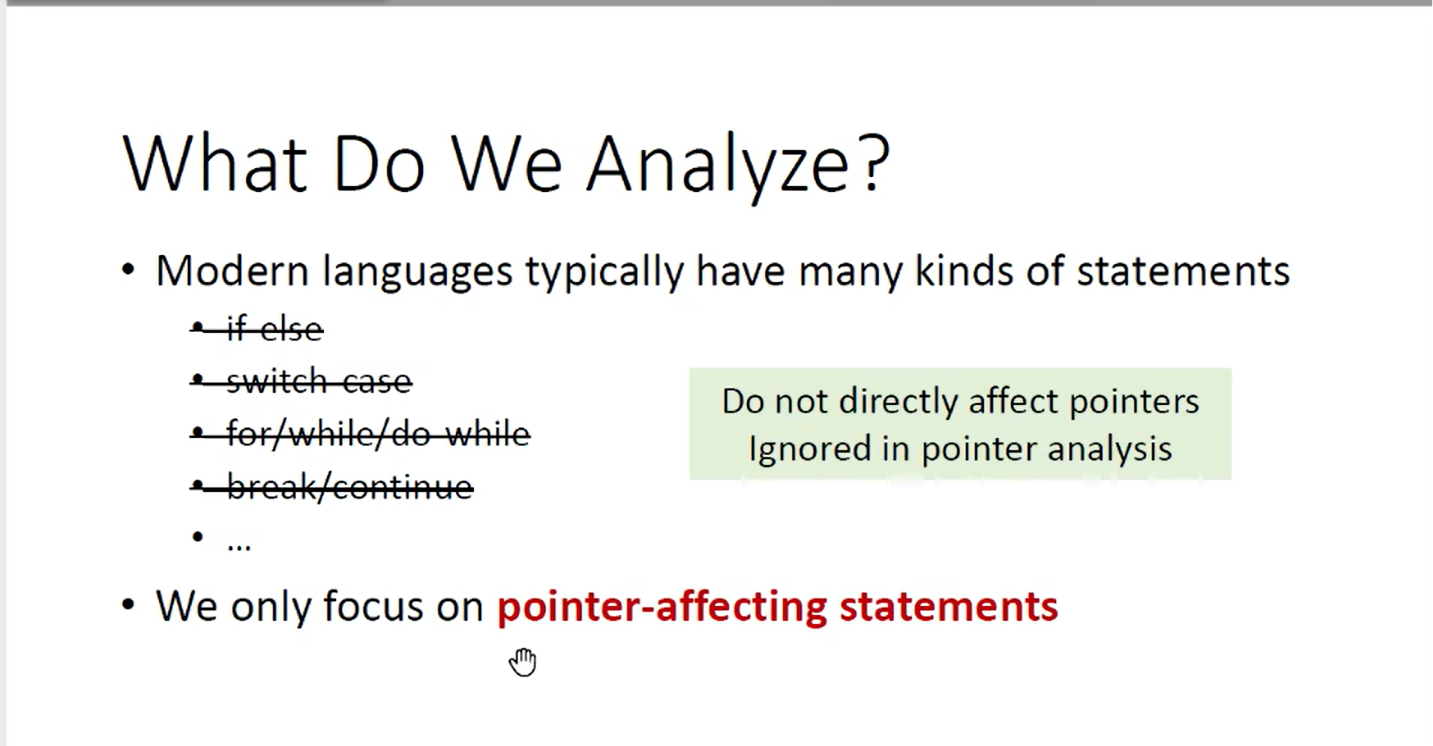 What Do We Analyze?
• Modern languages typically have many kinds of statements
• if-else
• switch-case
• for/while/do-while
• break/continue
• …
Do not directly affect pointers
Ignored in pointer analysis
• We only focus on pointer-affecting statements